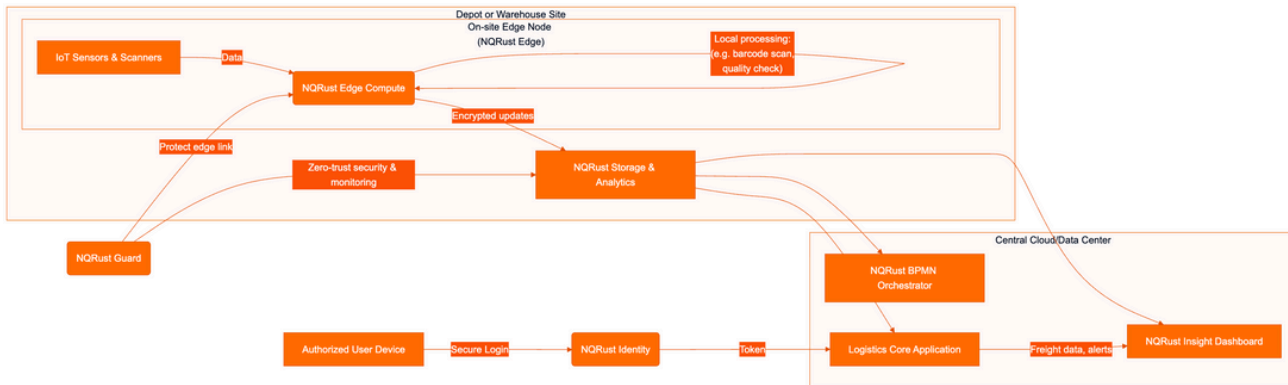 Depot or Warehouse Site
On-site Edge Node
(NQRust Edge)
IoT Sensors & Scanners
Data
NQRust Edge Compute
Local processing:
(e.g. barcode scan,
quality check)
Encrypted updates
Protect edge link
Zero-trust security &
monitoring
NQRust Storage &
Analytics
NQRust Guard
Central Cloud/Data Center
NQRust BPMN
Orchestrator
Authorized User Device
Secure Login
NQRust Identity
Token
Logistics Core Application
Freight data, alerts
NQRust Insight Dashboard